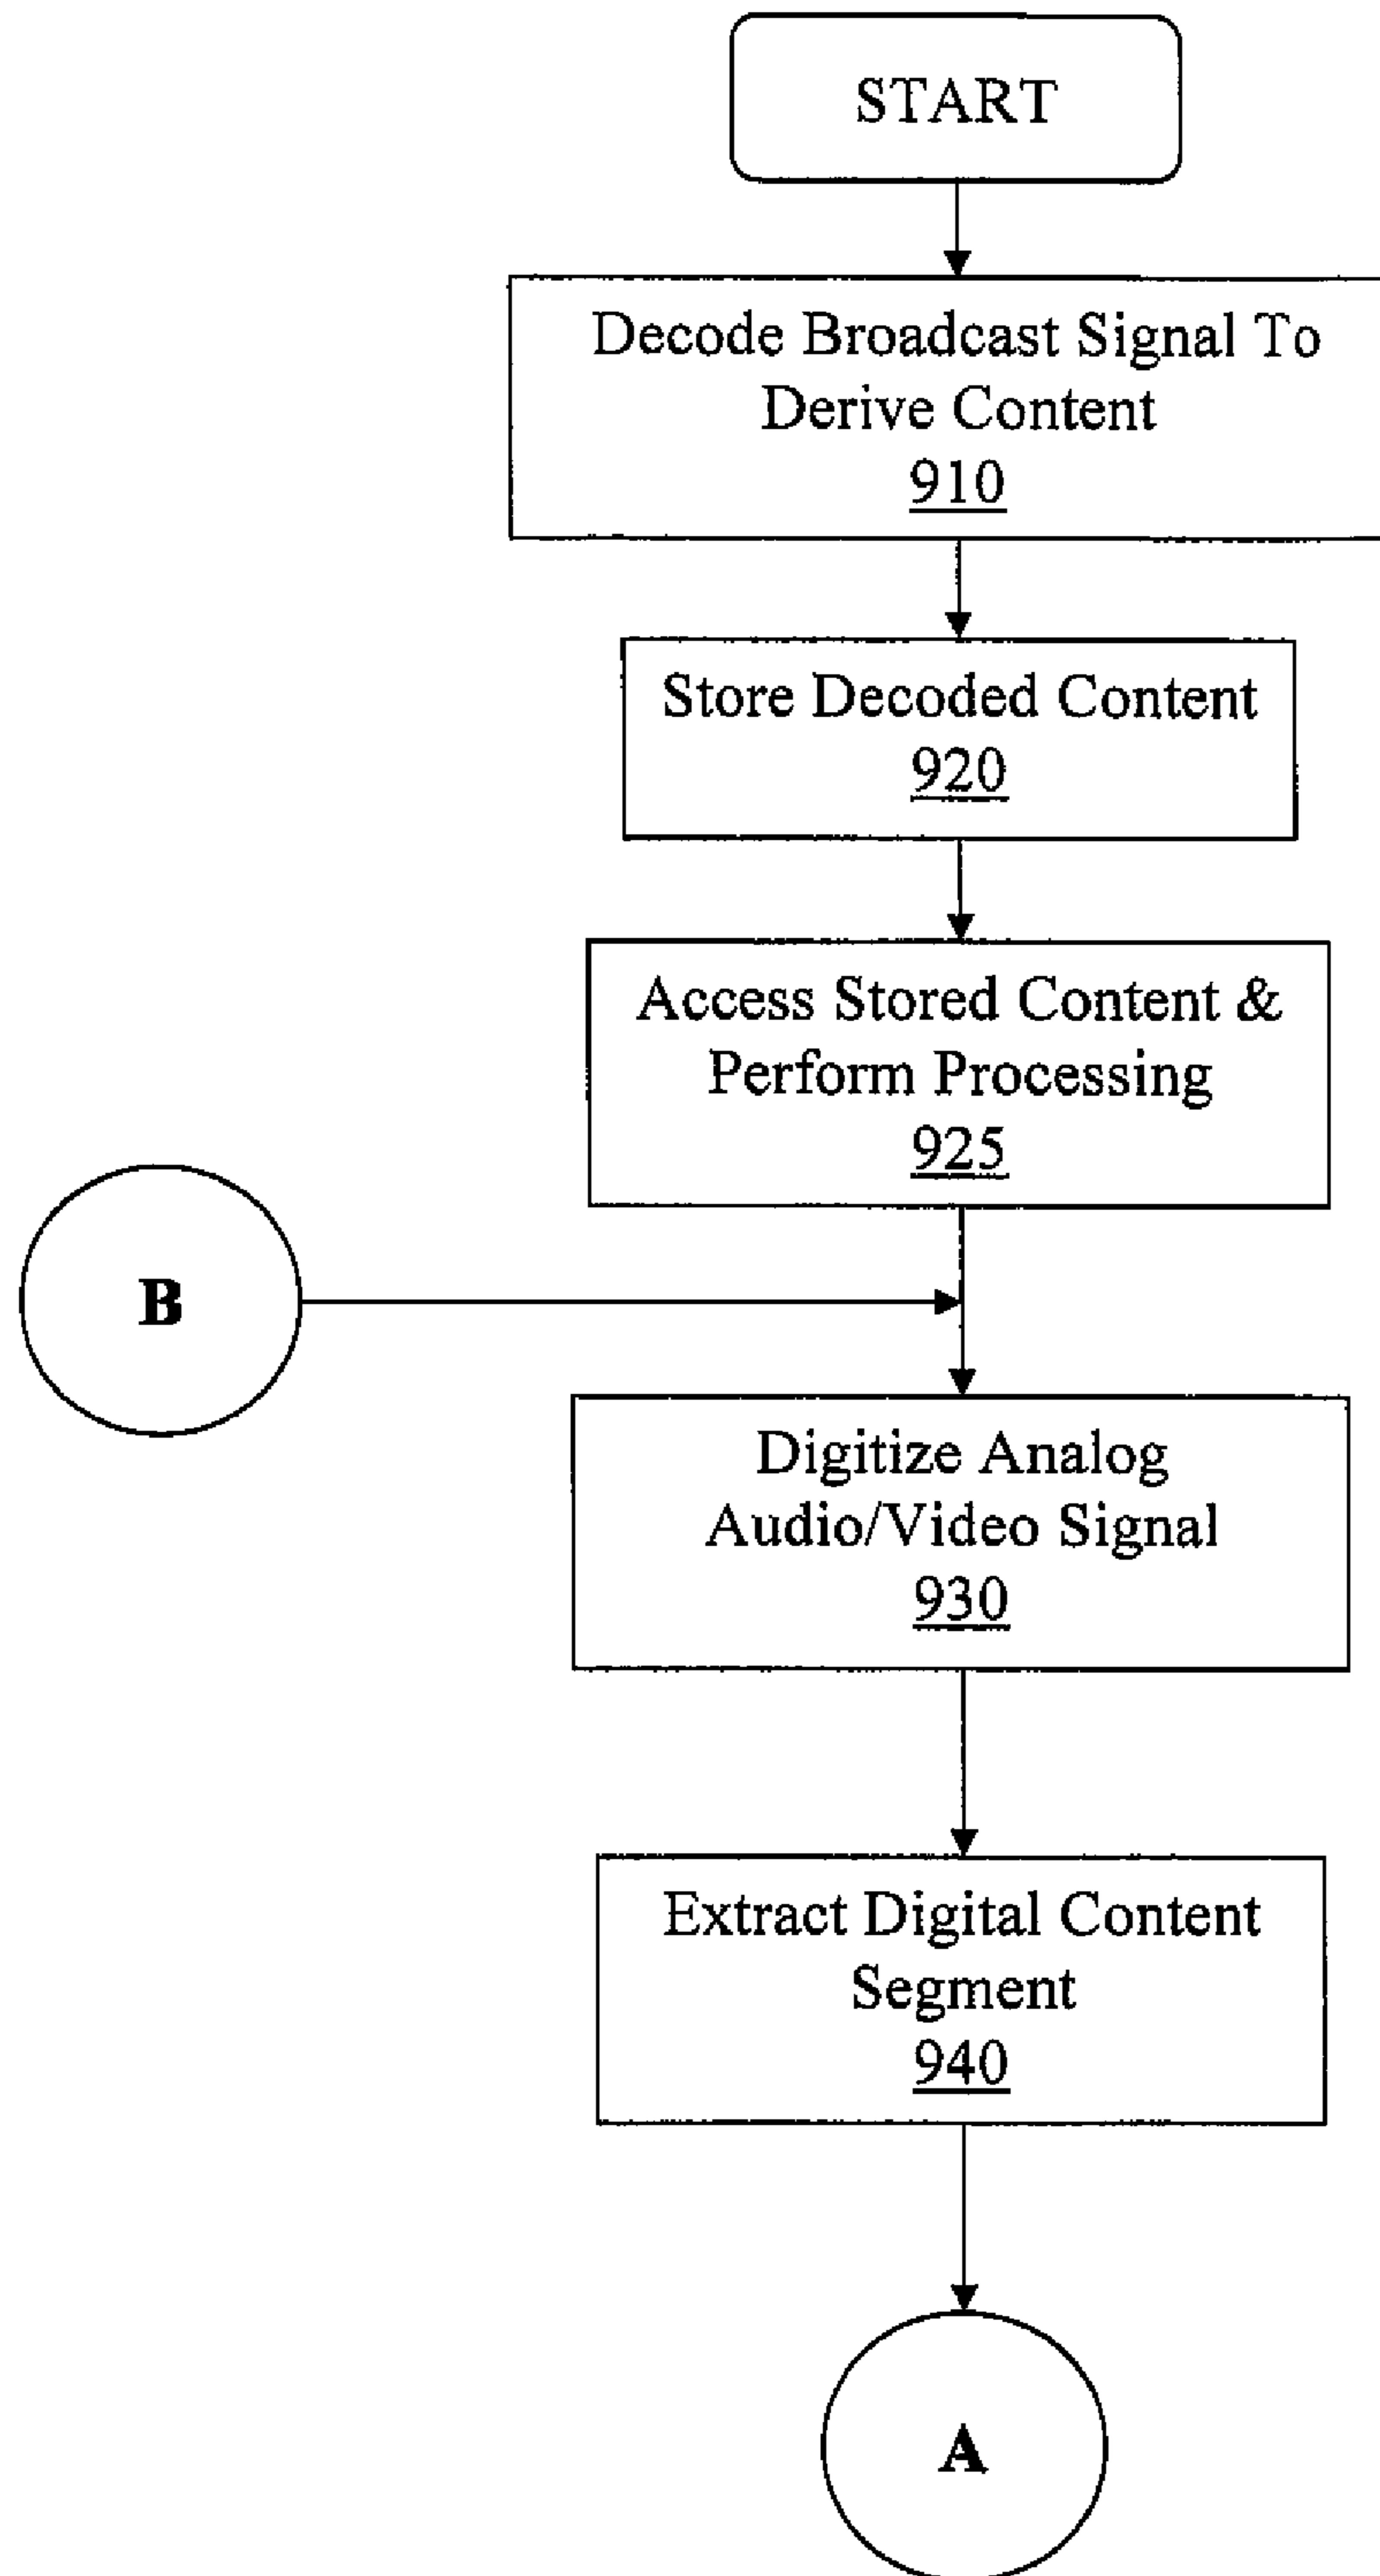 START
Decode Broadcast Signal To
Derive Content
910
Store Decoded Content
920
Access Stored Content &
Perform Processing
925
B
Digitize Analog
Audio/Video Signal
930
Extract Digital Content
Segment
940
A